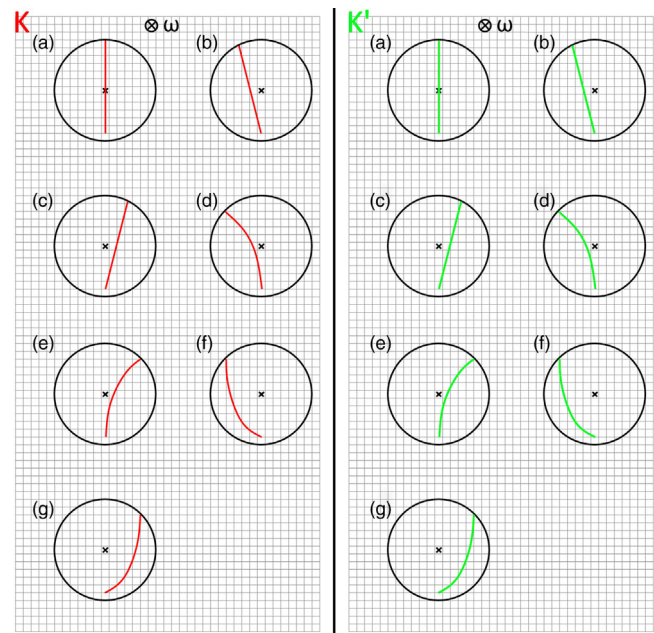 K ⊗ ω
(a) (b)
(c) (d)
(e) (f)
(g)
K' ⊗ ω
(a) (b)
(c) (d)
(e) (f)
(g)